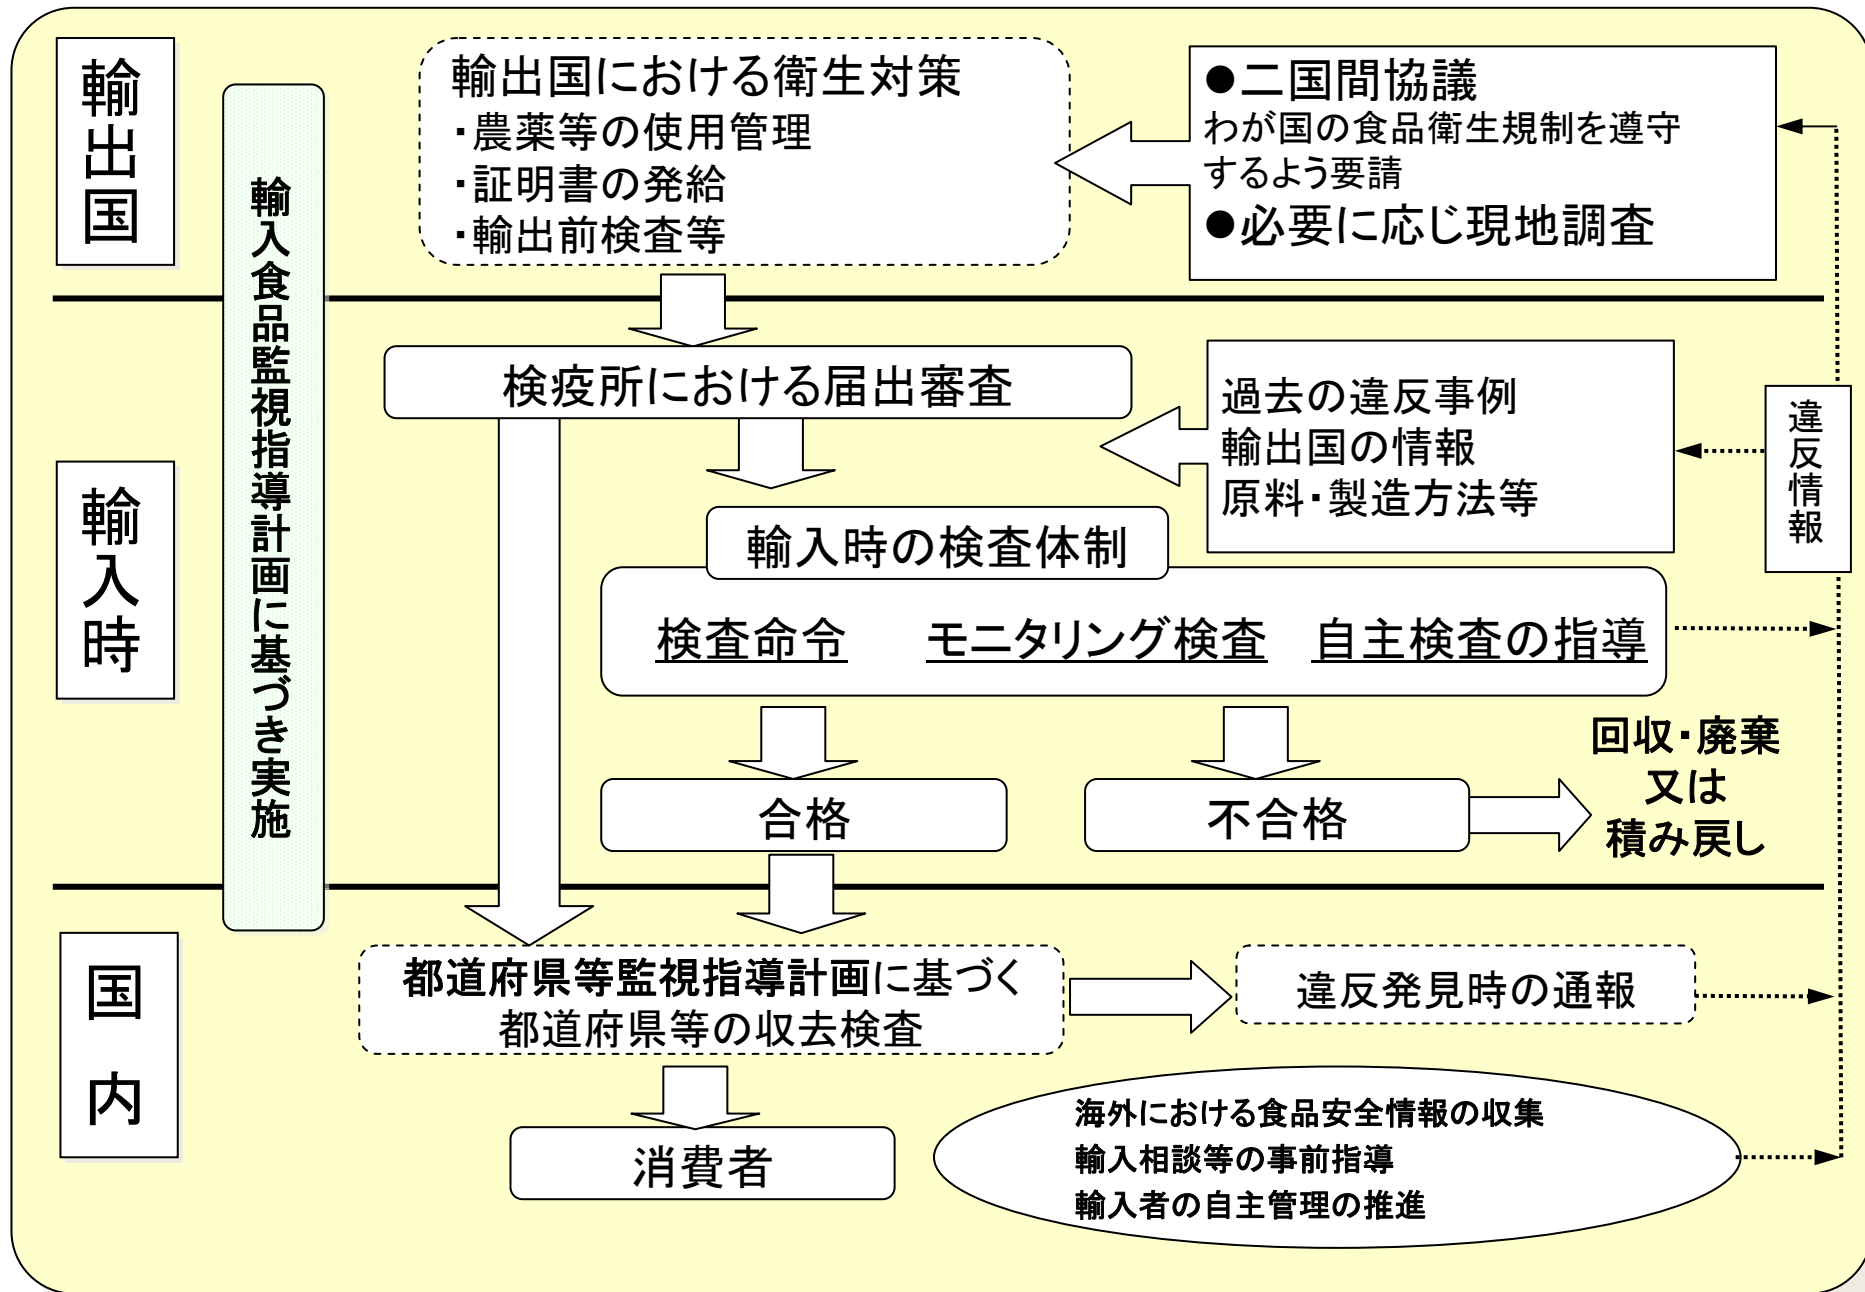 輸出国
輸入食品監視指導計画に基づき実施
輸出国における衛生対策
・農薬等の使用管理
・証明書の発給
・輸出前検査等
●二国間協議
わが国の食品衛生規制を遵守
するよう要請
●必要に応じ現地調査
輸入時
検疫所における届出審査
過去の違反事例
輸出国の情報
原料・製造方法等
違反情報
輸入時の検査体制
検査命令 モニタリング検査 自主検査の指導
合格
不合格
回収・廃棄
又は
積み戻し
国内
都道府県等監視指導計画に基づく
都道府県等の収去検査
違反発見時の通報
消費者
海外における食品安全情報の収集
輸入相談等の事前指導
輸入者の自主管理の推進